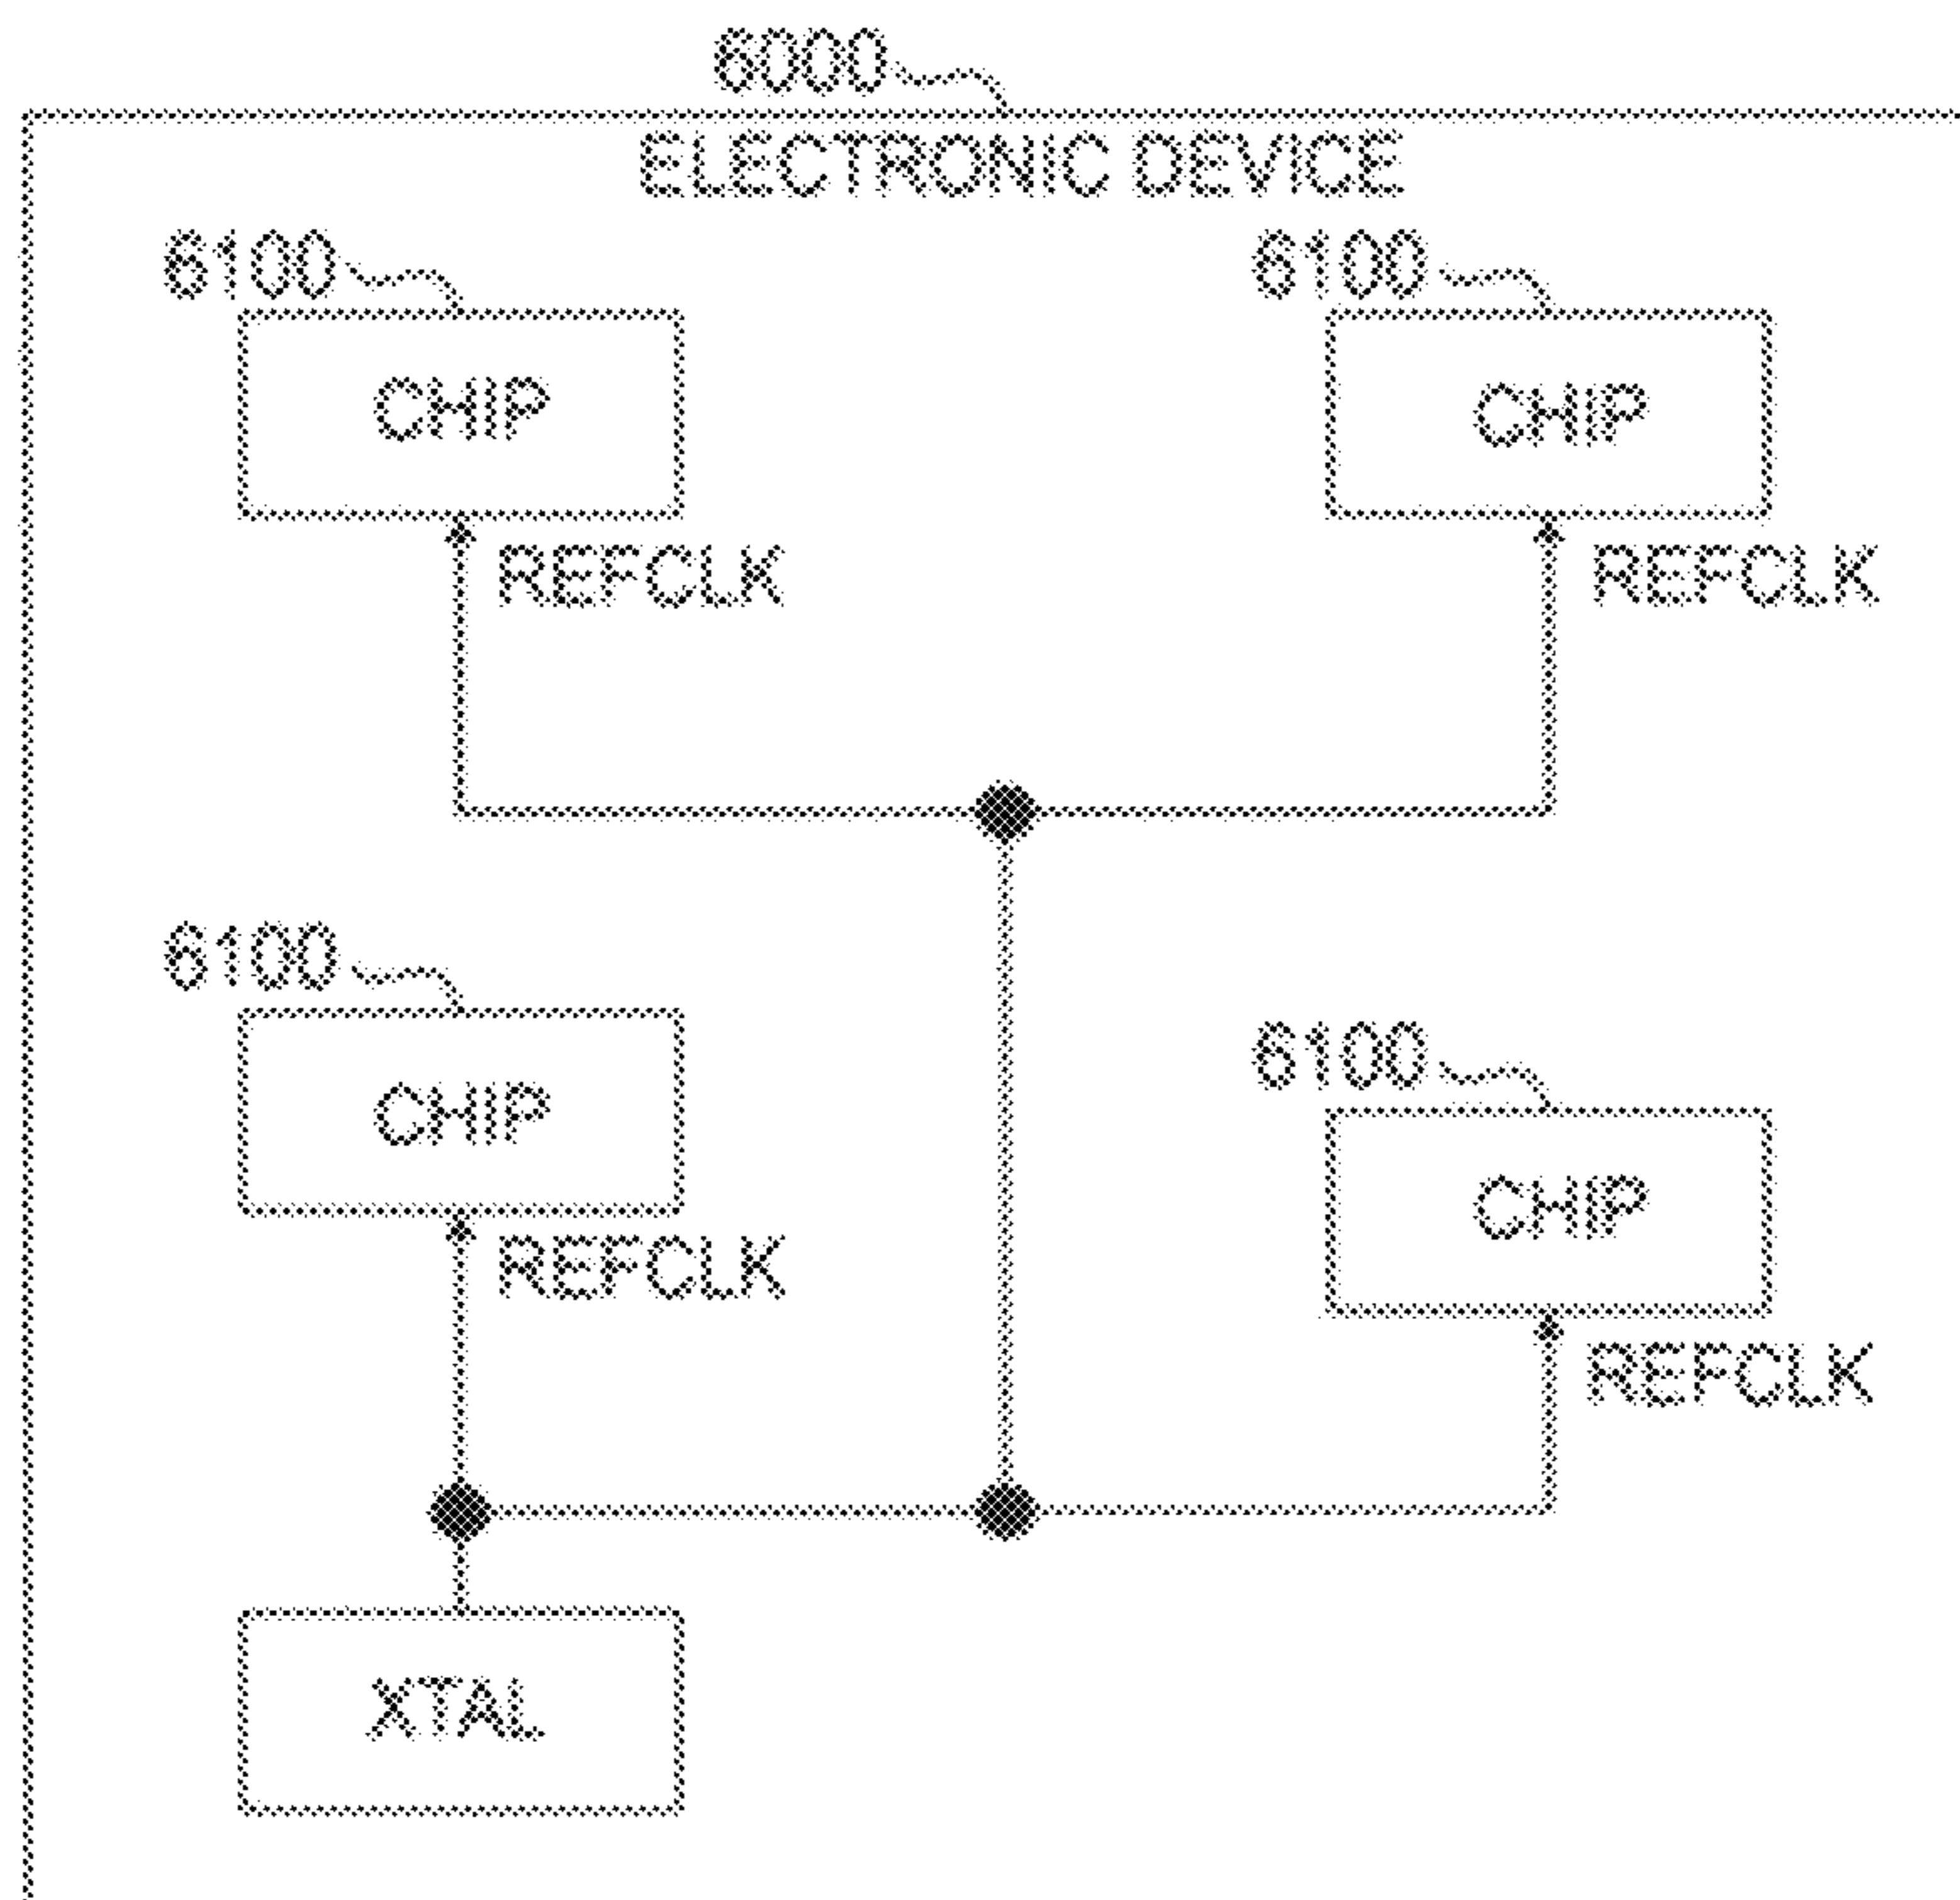 6000
ELECTRONIC DEVICE
6100
6100
CHIP
CHIP
REFCLK
REFCLK
6100
6100
CHIP
CHIP
REFCLK
REFCLK
XTAL